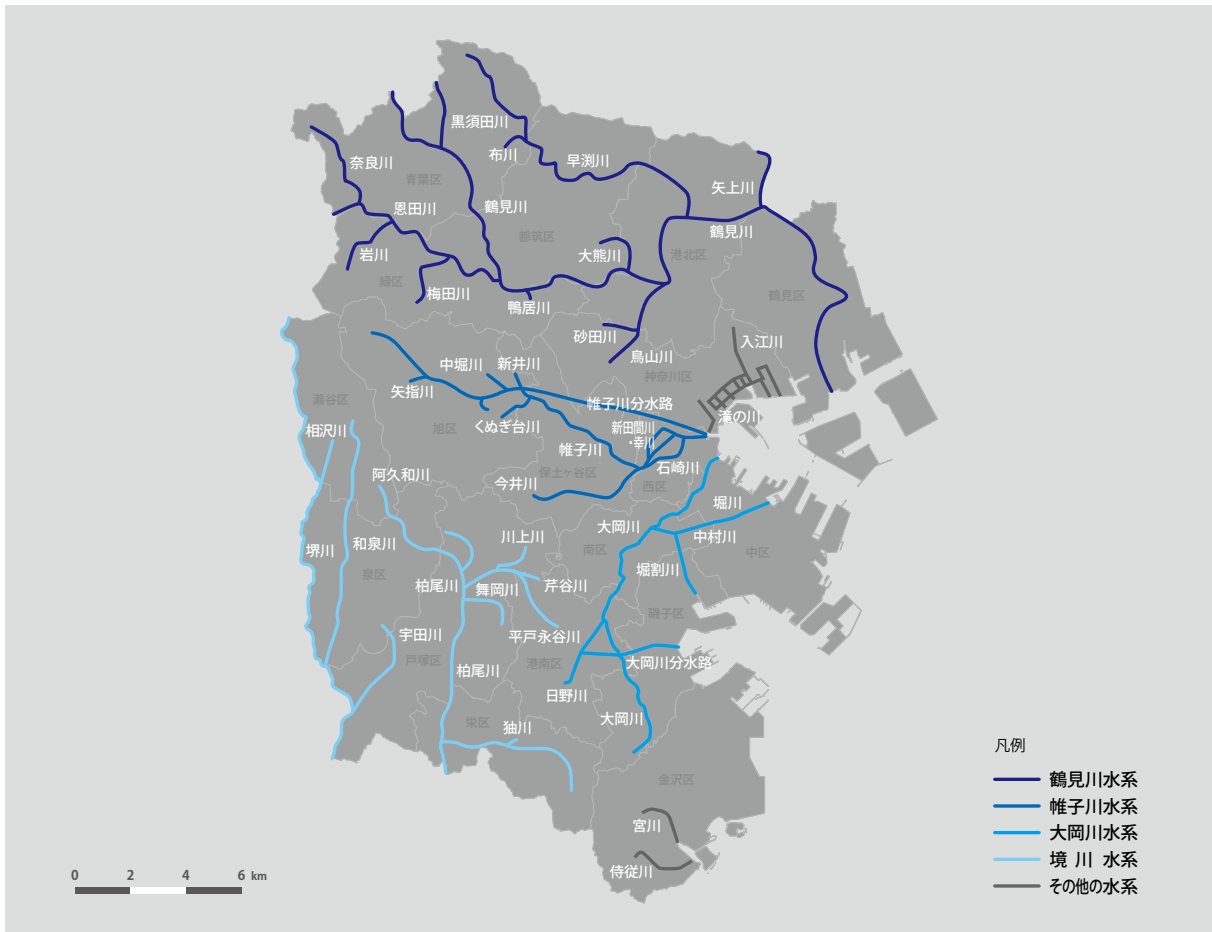 黒須田川
布川
早渕川
奈良川
青葉区
矢上川
恩田川
鶴見川
鶴見川
都筑区
岩川
大熊川
港北区
緑区
梅田川
鴨居川
鶴見区
砂田川
鳥山川
入江川
中堀川
新井川
神奈川区
矢指川
瀬谷区
帷子川分水路
滝の川
くぬぎ台川
新田間川
・幸川
旭区
相沢川
帷子川
石崎川
保土ヶ谷区
阿久和川
今井川
西区
堀川
大岡川
中村川
川上川
堺川
和泉川
南区
中区
泉区
堀割川
柏尾川
舞岡川
芹谷川
磯子区
宇田川
平戸永谷川
戸塚区
柏尾川
港南区
大岡川分水路
日野川
大岡川
栄区
独川
金沢区
宮川
侍従川
凡例
鶴見川水系
帷子川水系
大岡川水系
境 川 水系
その他の水系
0 2 4 6 km